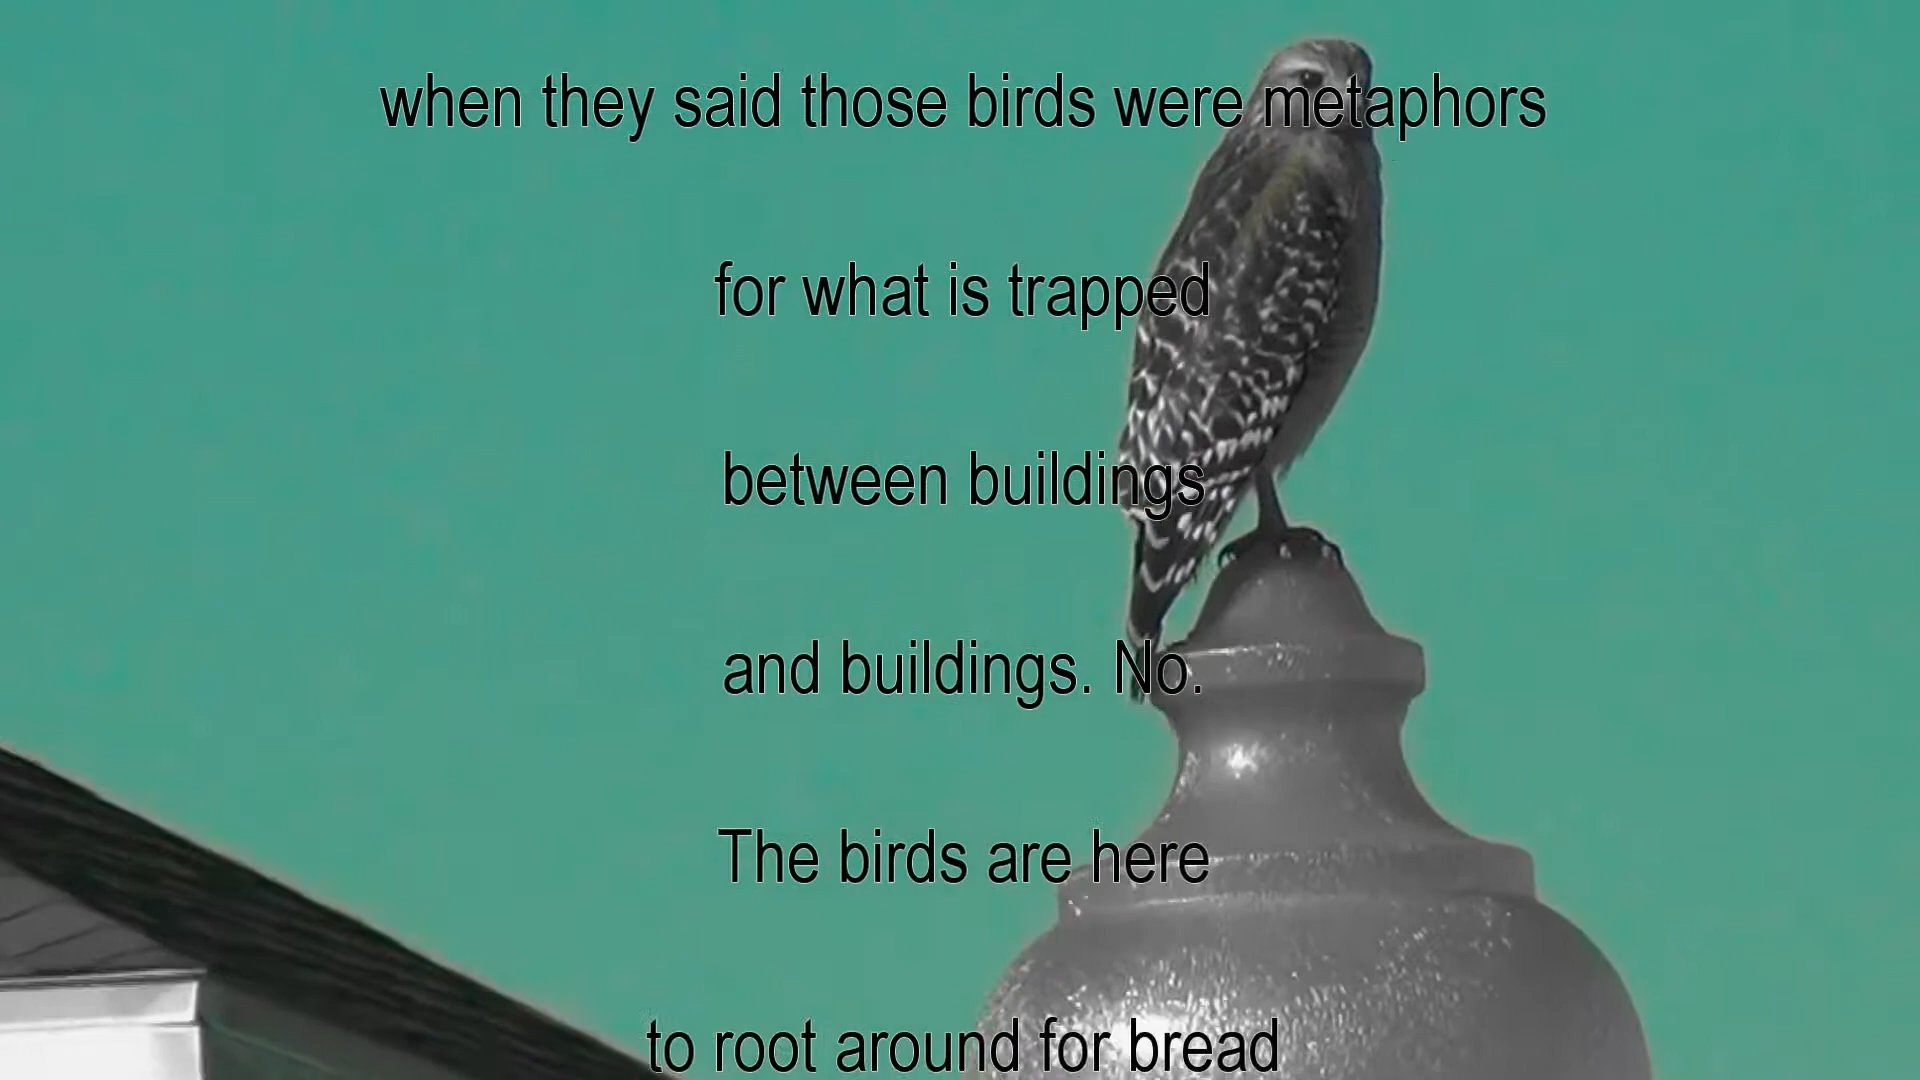 when they said those birds were metaphors
for what is trapped
between buildings
and buildings. No.
The birds are here
to root around for bread